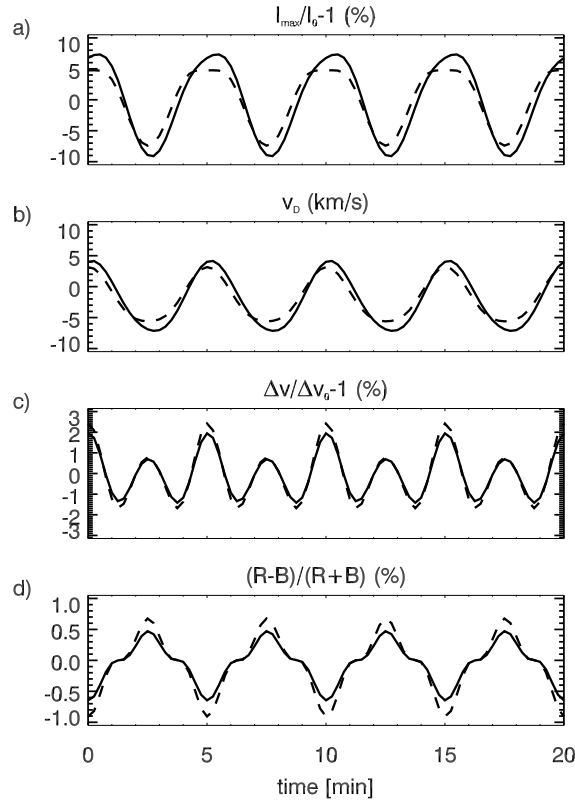 a)
I_max/I_0-1 (%)
10
5
0
-5
-10
b)
v_D (km/s)
10
5
0
-5
-10
c)
Δv/Δv_0-1 (%)
3
2
1
0
-1
-2
-3
d)
(R-B)/(R+B) (%)
1.0
0.5
0.0
-0.5
-1.0
0 5 10 15 20
time [min]